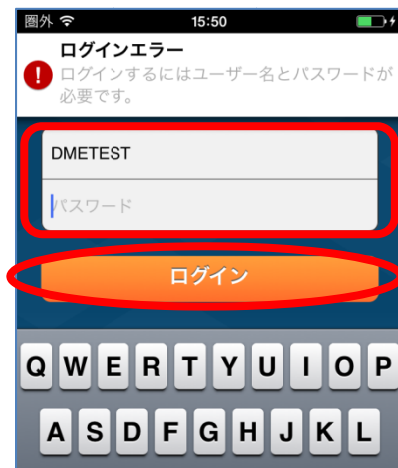 圏外 15:50
ログインエラー
ログインするにはユーザー名とパスワードが
必要です。
DMETEST
パスワード
ログイン
Q W E R T Y U I O P
A S D F G H J K L